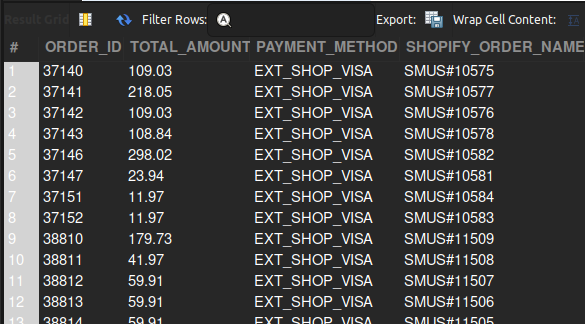 Result Grid Filter Rows: A Export: Wrap Cell Content: IA
# ORDER_ID TOTAL_AMOUNT PAYMENT_METHOD SHOPIFY_ORDER_NAME
1 37140 109.03 EXT_SHOP_VISA SMUS#10575
2 37141 218.05 EXT_SHOP_VISA SMUS#10577
3 37142 109.03 EXT_SHOP_VISA SMUS#10576
4 37143 108.84 EXT_SHOP_VISA SMUS#10578
5 37146 298.02 EXT_SHOP_VISA SMUS#10582
6 37147 23.94 EXT_SHOP_VISA SMUS#10581
7 37151 11.97 EXT_SHOP_VISA SMUS#10584
8 37152 11.97 EXT_SHOP_VISA SMUS#10583
9 38810 179.73 EXT_SHOP_VISA SMUS#11509
10 38811 41.97 EXT_SHOP_VISA SMUS#11508
11 38812 59.91 EXT_SHOP_VISA SMUS#11507
12 38813 59.91 EXT_SHOP_VISA SMUS#11506
13 38814 59.91 EXT_SHOP_VISA SMUS#11505